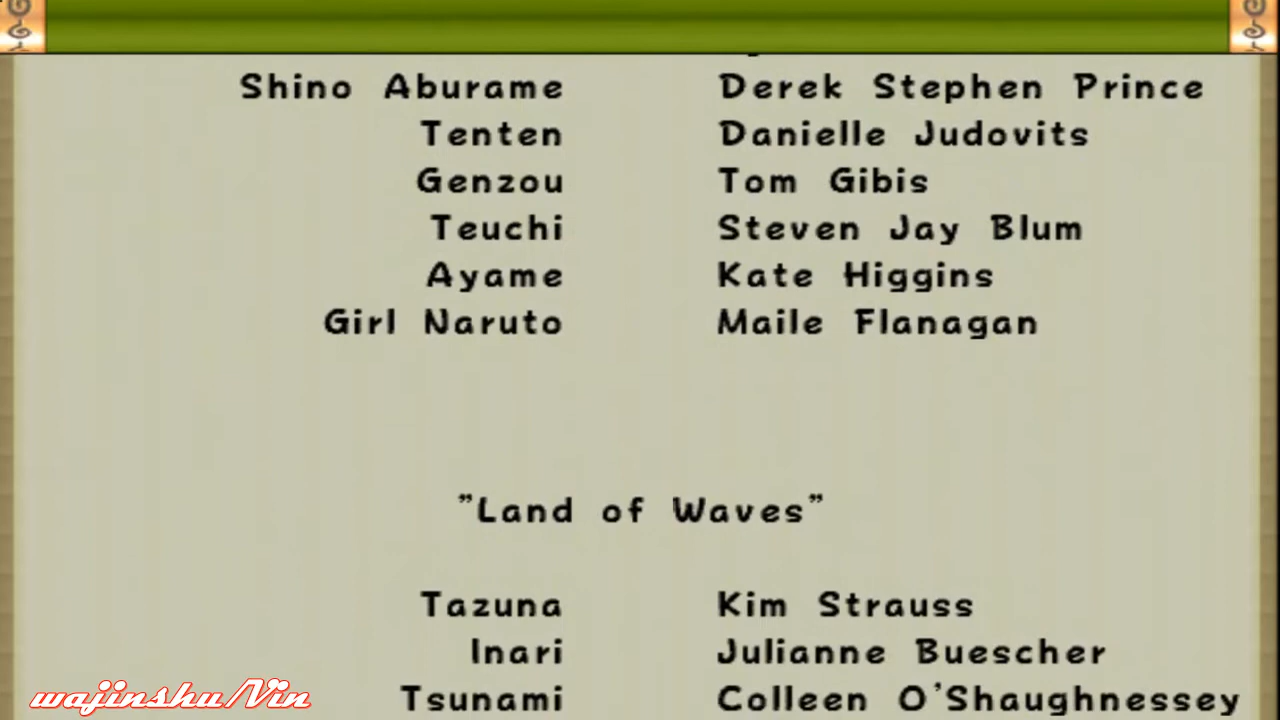 Shino Aburame Derek Stephen Prince
Tenten Danielle Judovits
Genzou Tom Gibis
Teuchi Steven Jay Blum
Ayame Kate Higgins
Girl Naruto Maile Flanagan
"Land of Waves"
Tazuna Kim Strauss
Inari Julianne Buescher
Tsunami Colleen O'Shaughnessey
wajinshu/Vin